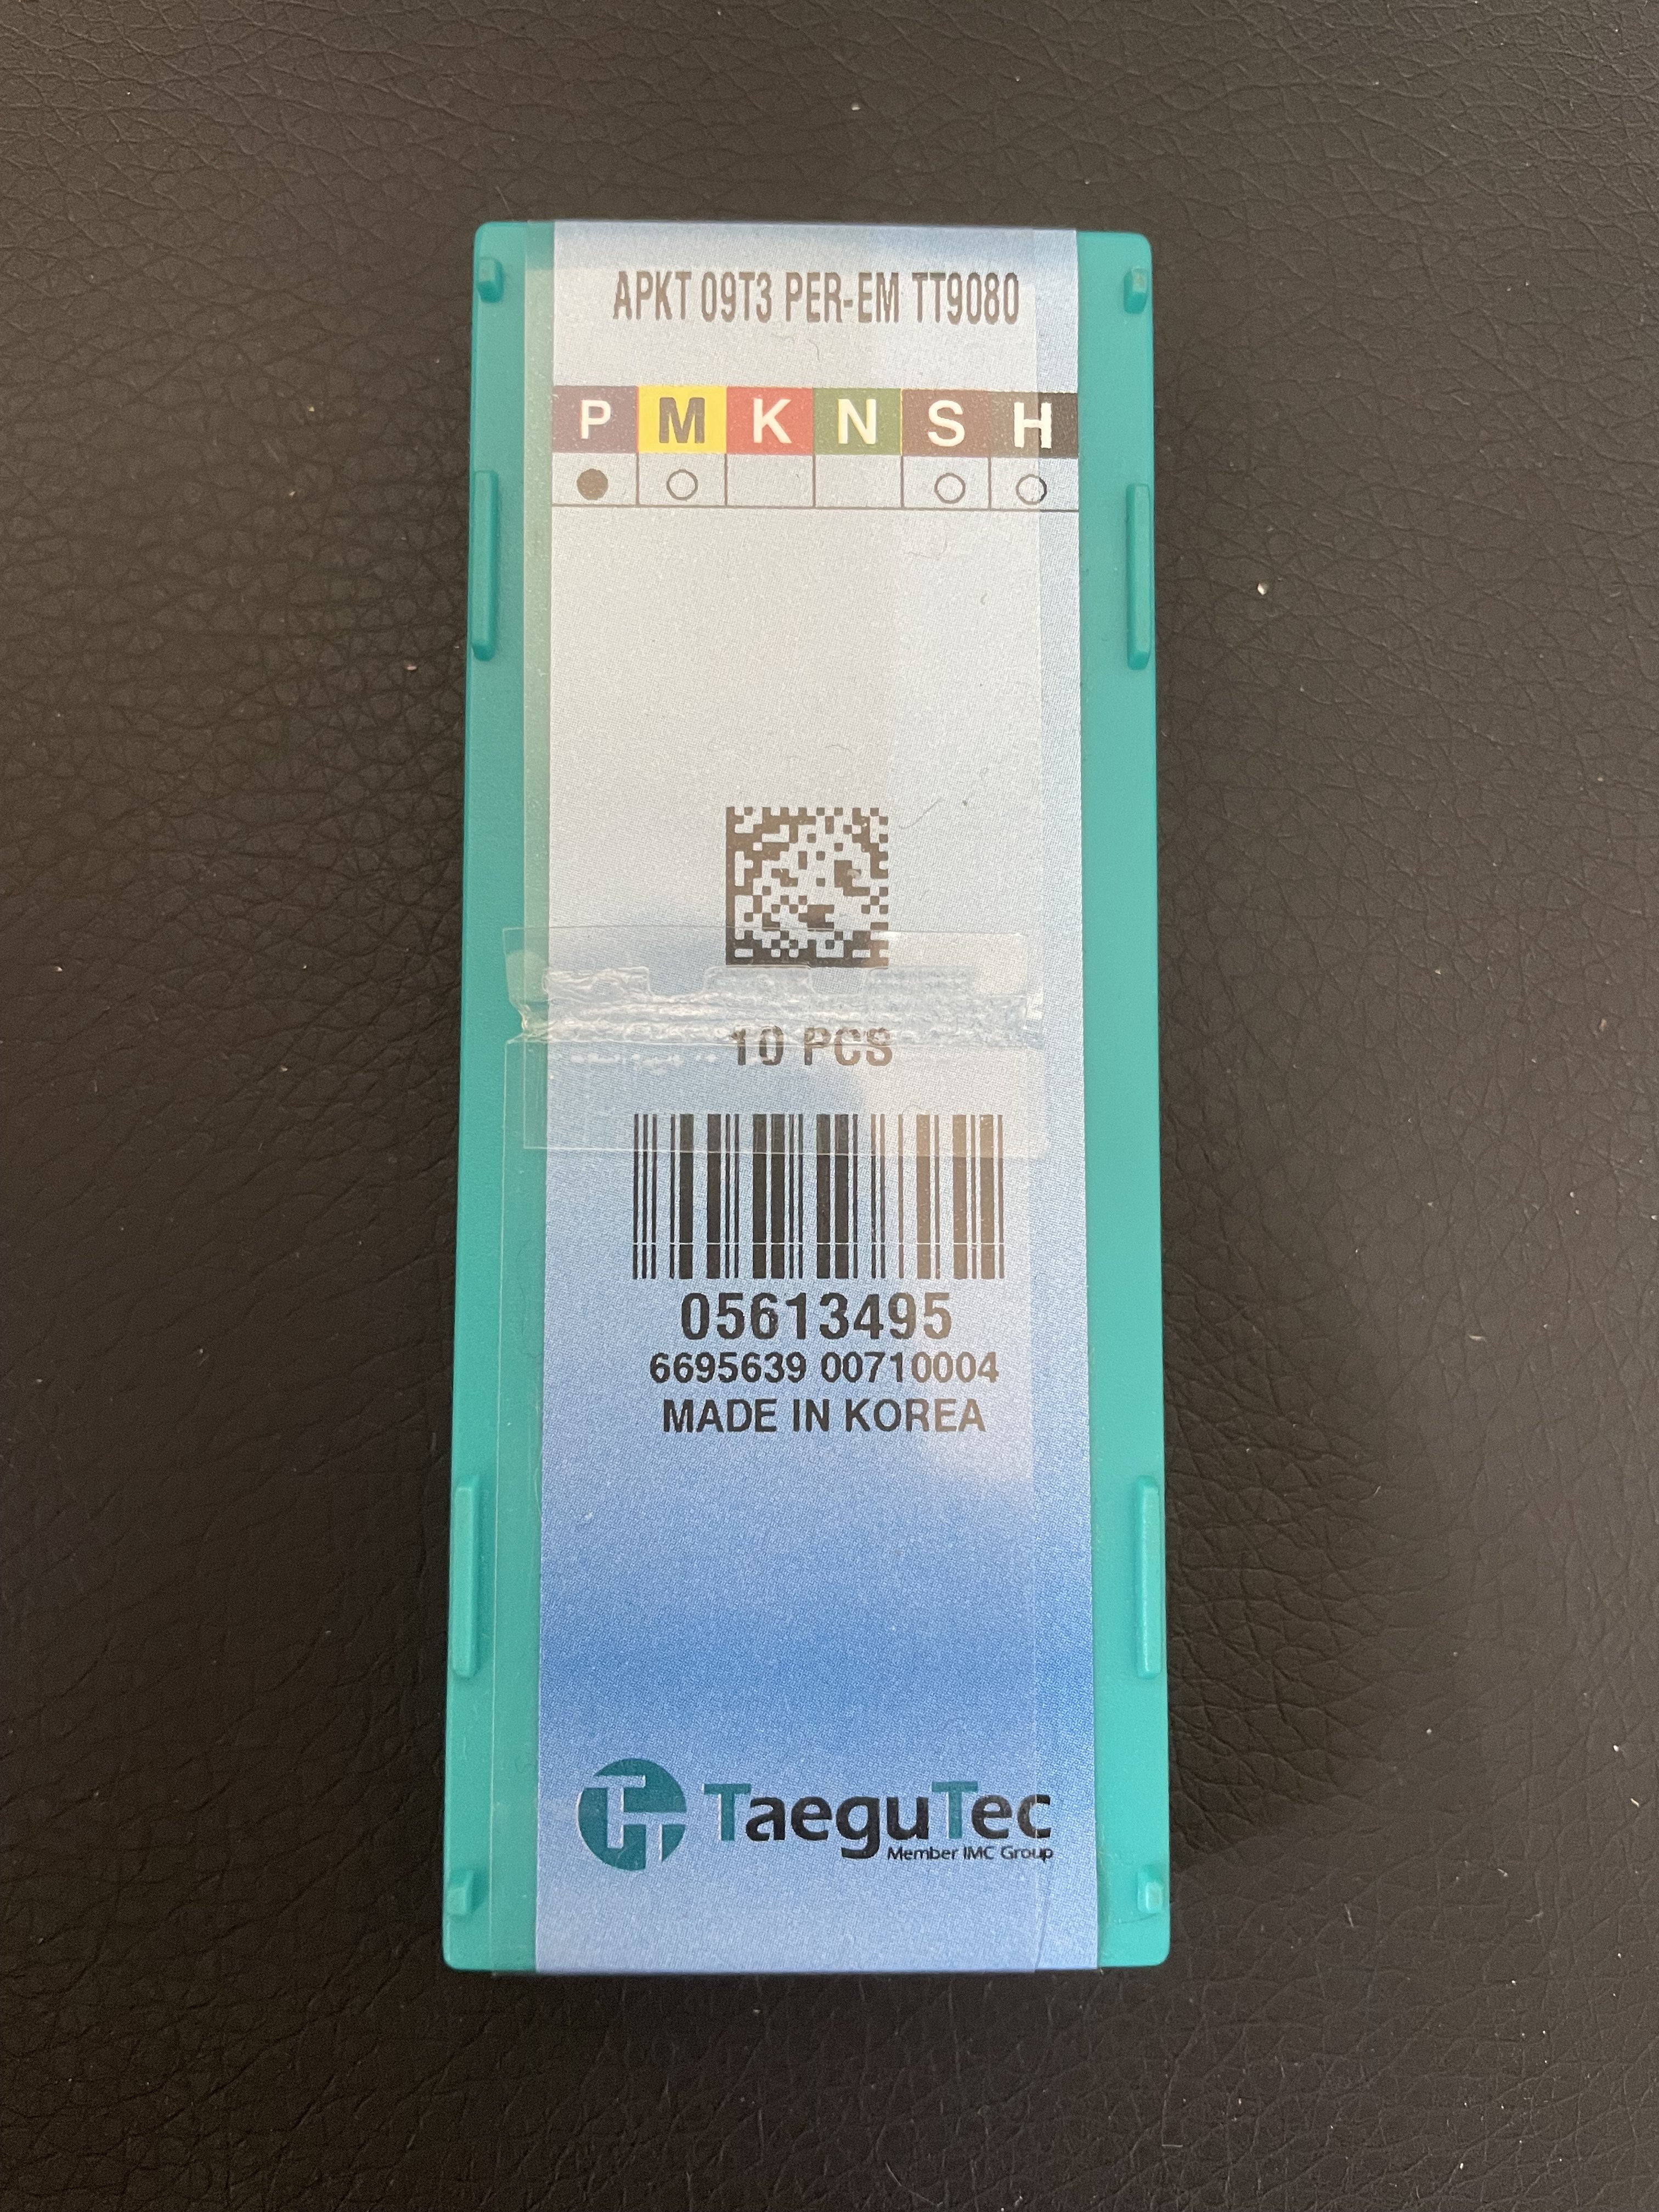 APKT 09T3 PER-EM TT9080
P M K N S H
10 PCS
05613495
6695639 00710004
MADE IN KOREA
TaeguTec
Member IMC Group